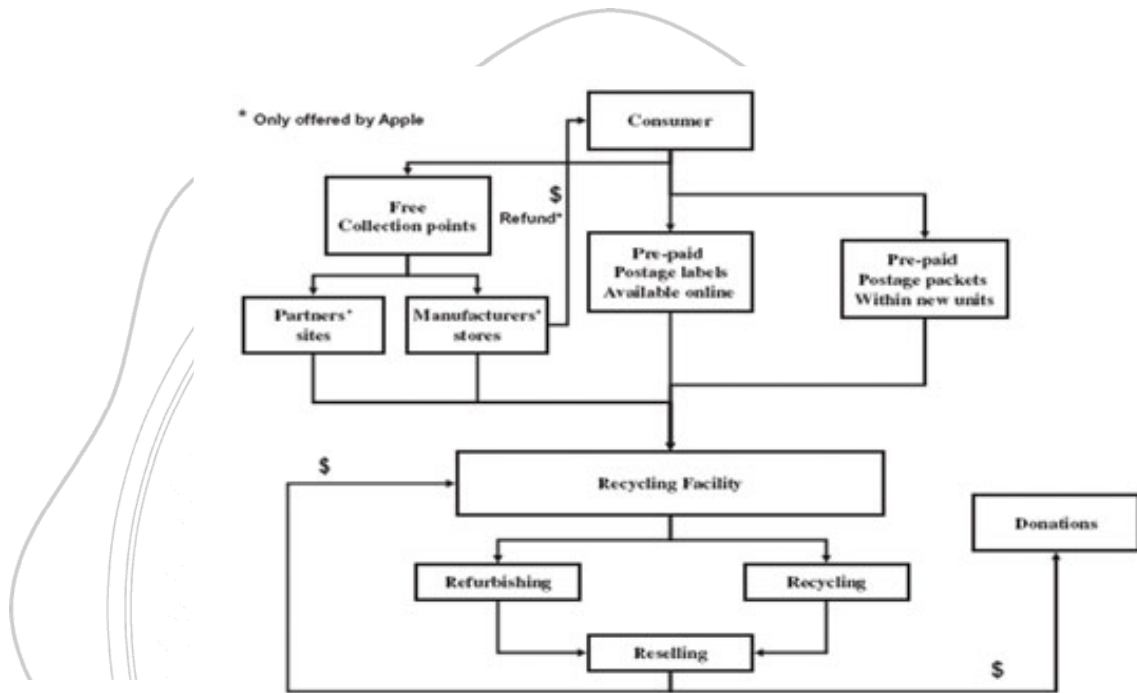 * Only offered by Apple
Consumer
Free
Collection points
$
Refund*
Pre-paid
Postage labels
Available online
Pre-paid
Postage packets
Within new units
Partners'
sites
Manufacturers'
stores
$
Recycling Facility
Donations
Refurbishing
Recycling
Reselling
$